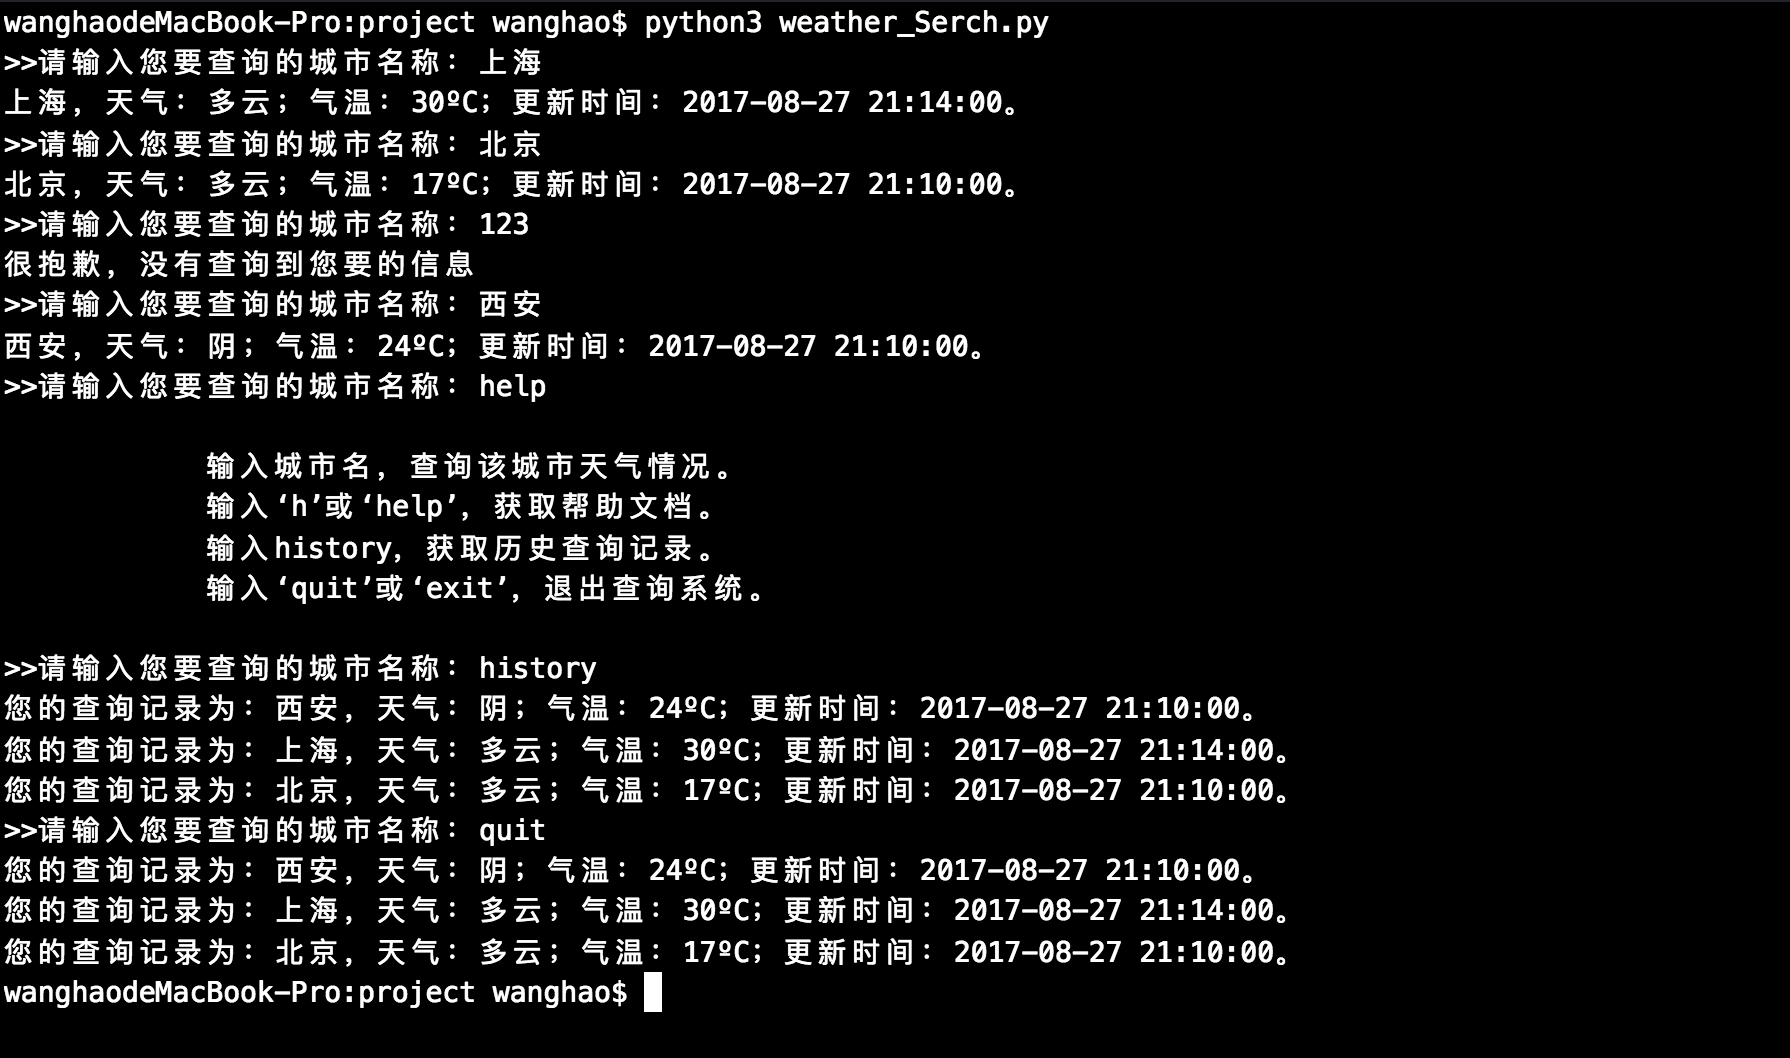 wanghaodeMacBook-Pro:project wanghao$ python3 weather_Serch.py
>>请输入您要查询的城市名称：上海
上海，天气：多云；气温：30ºC；更新时间：2017-08-27 21:14:00。
>>请输入您要查询的城市名称：北京
北京，天气：多云；气温：17ºC；更新时间：2017-08-27 21:10:00。
>>请输入您要查询的城市名称：123
很抱歉，没有查询到您要的信息
>>请输入您要查询的城市名称：西安
西安，天气：阴；气温：24ºC；更新时间：2017-08-27 21:10:00。
>>请输入您要查询的城市名称：help
输入城市名，查询该城市天气情况。
输入‘h’或‘help’，获取帮助文档。
输入history，获取历史查询记录。
输入‘quit’或‘exit’，退出查询系统。
>>请输入您要查询的城市名称：history
您的查询记录为：西安，天气：阴；气温：24ºC；更新时间：2017-08-27 21:10:00。
您的查询记录为：上海，天气：多云；气温：30ºC；更新时间：2017-08-27 21:14:00。
您的查询记录为：北京，天气：多云；气温：17ºC；更新时间：2017-08-27 21:10:00。
>>请输入您要查询的城市名称：quit
您的查询记录为：西安，天气：阴；气温：24ºC；更新时间：2017-08-27 21:10:00。
您的查询记录为：上海，天气：多云；气温：30ºC；更新时间：2017-08-27 21:14:00。
您的查询记录为：北京，天气：多云；气温：17ºC；更新时间：2017-08-27 21:10:00。
wanghaodeMacBook-Pro:project wanghao$